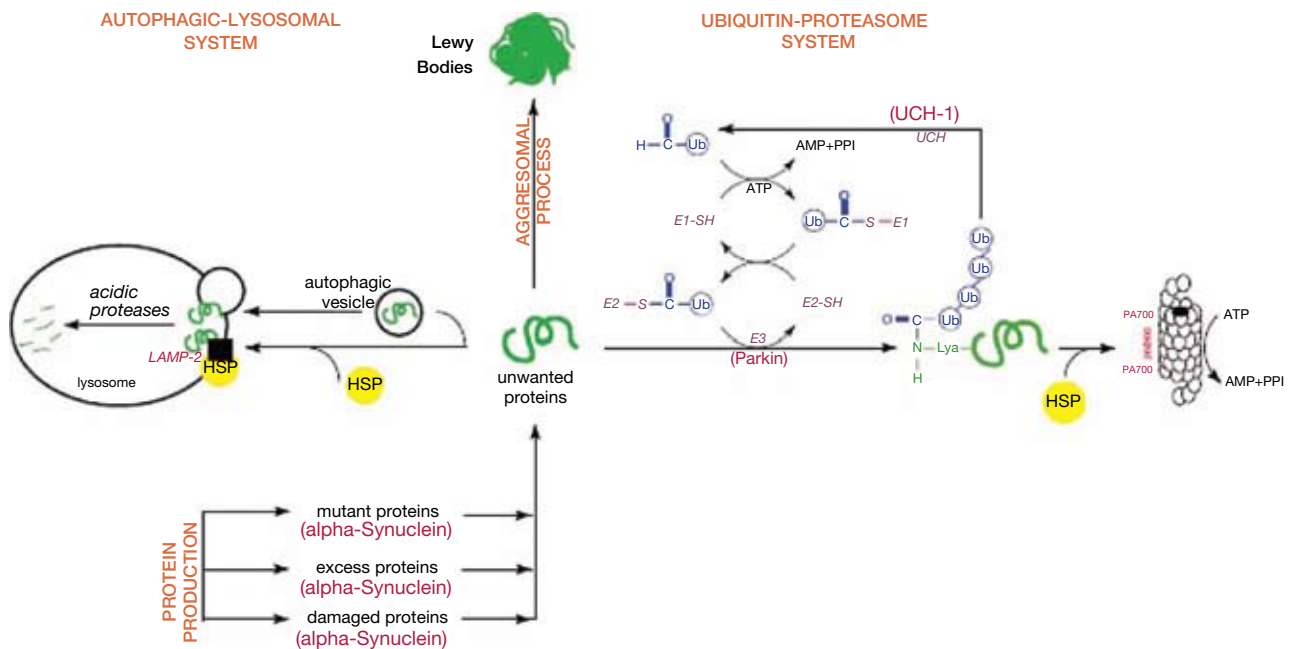 AUTOPHAGIC-LYSOSOMAL
SYSTEM
UBIQUITIN-PROTEASOME
SYSTEM
Lewy
Bodies
AGGRESOMAL
PROCESS
(UCH-1)
UCH
O
H C Ub
AMP+PPI
ATP
E1-SH
O
Ub C S E1
O
E2 S C Ub
E2-SH
E3
(Parkin)
Ub
Ub
Ub
O C Ub
N Lya
H
HSP
PA700
PA700
ATP
AMP+PPI
autophagic
vesicle
acidic
proteases
LAMP-2
HSP
lysosome
HSP
unwanted
proteins
PROTEIN
PRODUCTION
mutant proteins
(alpha-Synuclein)
excess proteins
(alpha-Synuclein)
damaged proteins
(alpha-Synuclein)